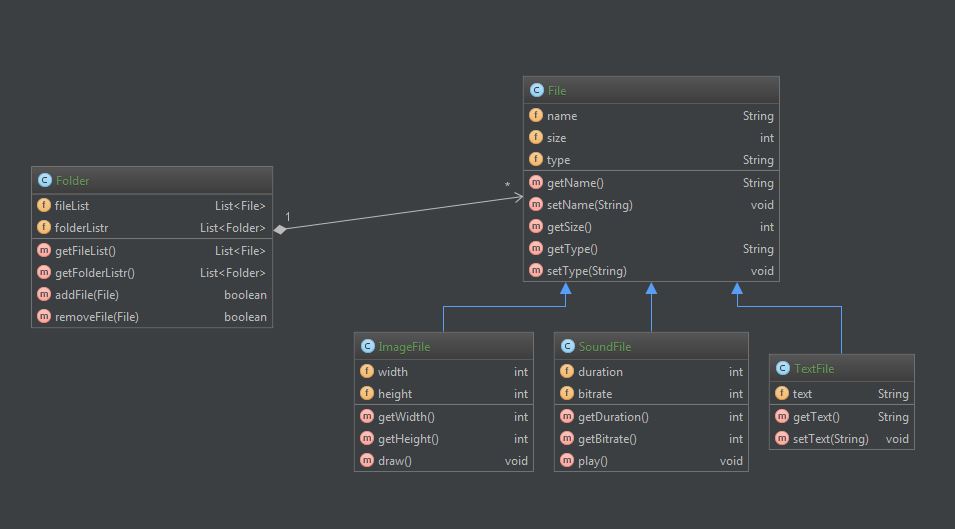 File
name String
size int
type String
getName() String
setName(String) void
getSize() int
getType() String
setType(String) void
Folder
fileList List<File>
folderListr List<Folder>
getFileList() List<File>
getFolderListr() List<Folder>
addFile(File) boolean
removeFile(File) boolean
1
*
ImageFile
width int
height int
getWidth() int
getHeight() int
draw() void
SoundFile
duration int
bitrate int
getDuration() int
getBitrate() int
play() void
TextFile
text String
getText() String
setText(String) void